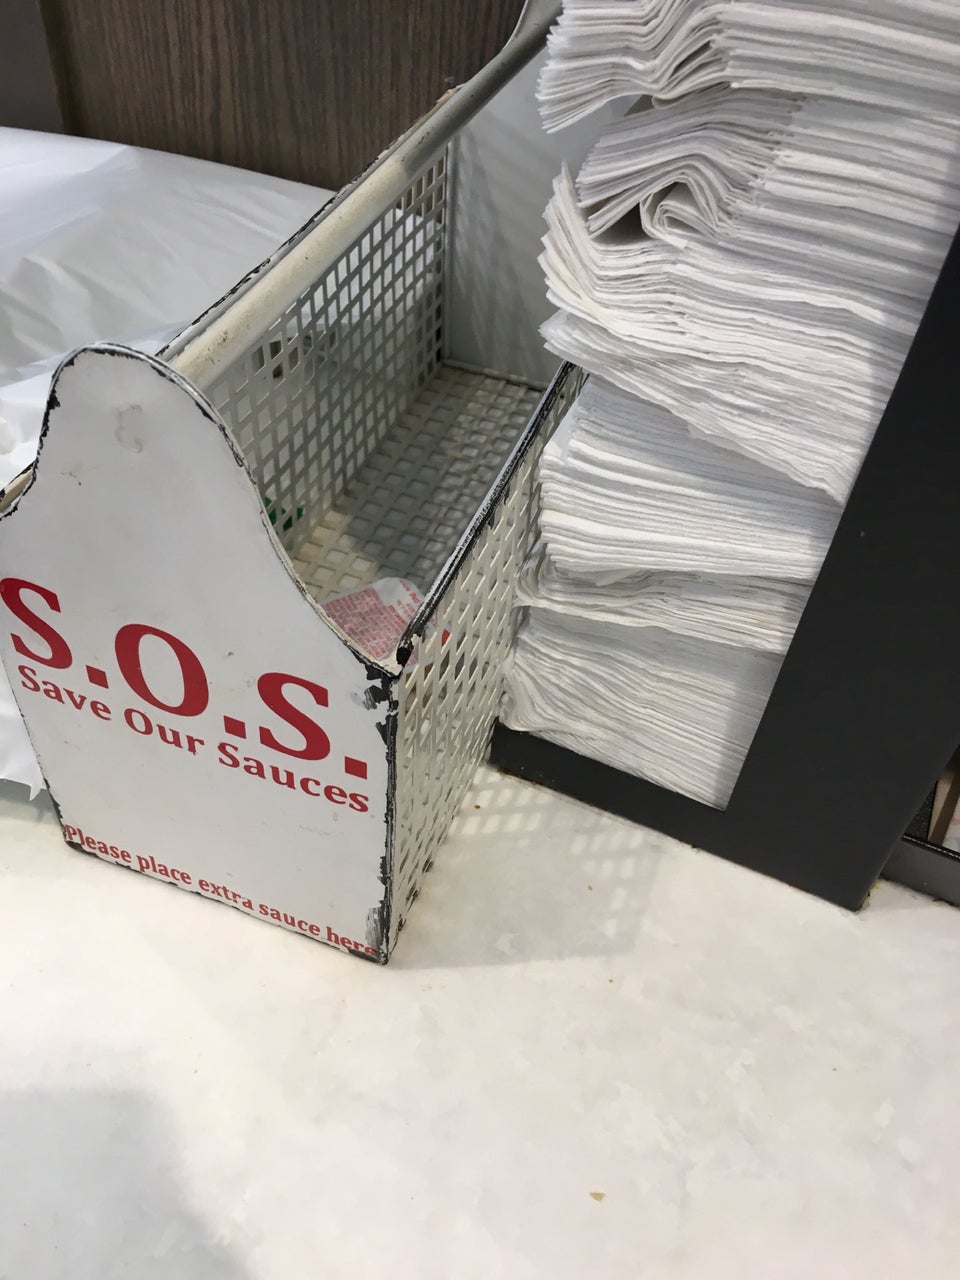 S.O.S.
Save Our Sauces
Please place extra sauce here